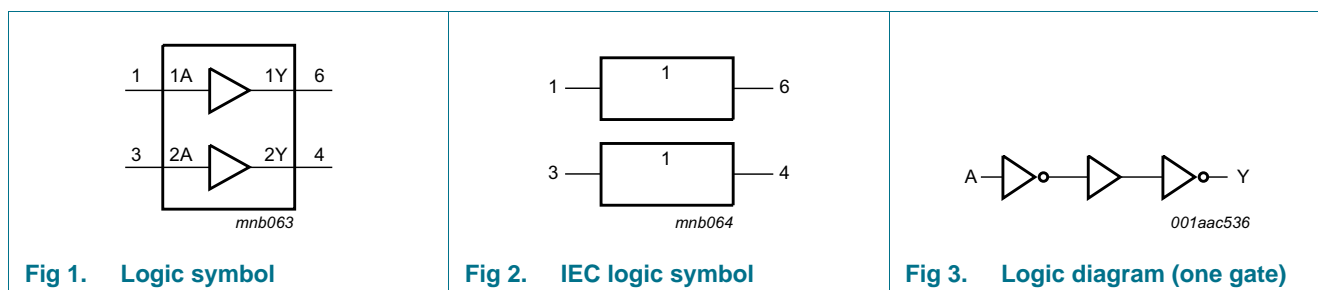 1 1A 1Y 6
3 2A 2Y 4
mnb063
Fig 1. Logic symbol
1 1 6
3 1 4
mnb064
Fig 2. IEC logic symbol
A Y
001aac536
Fig 3. Logic diagram (one gate)